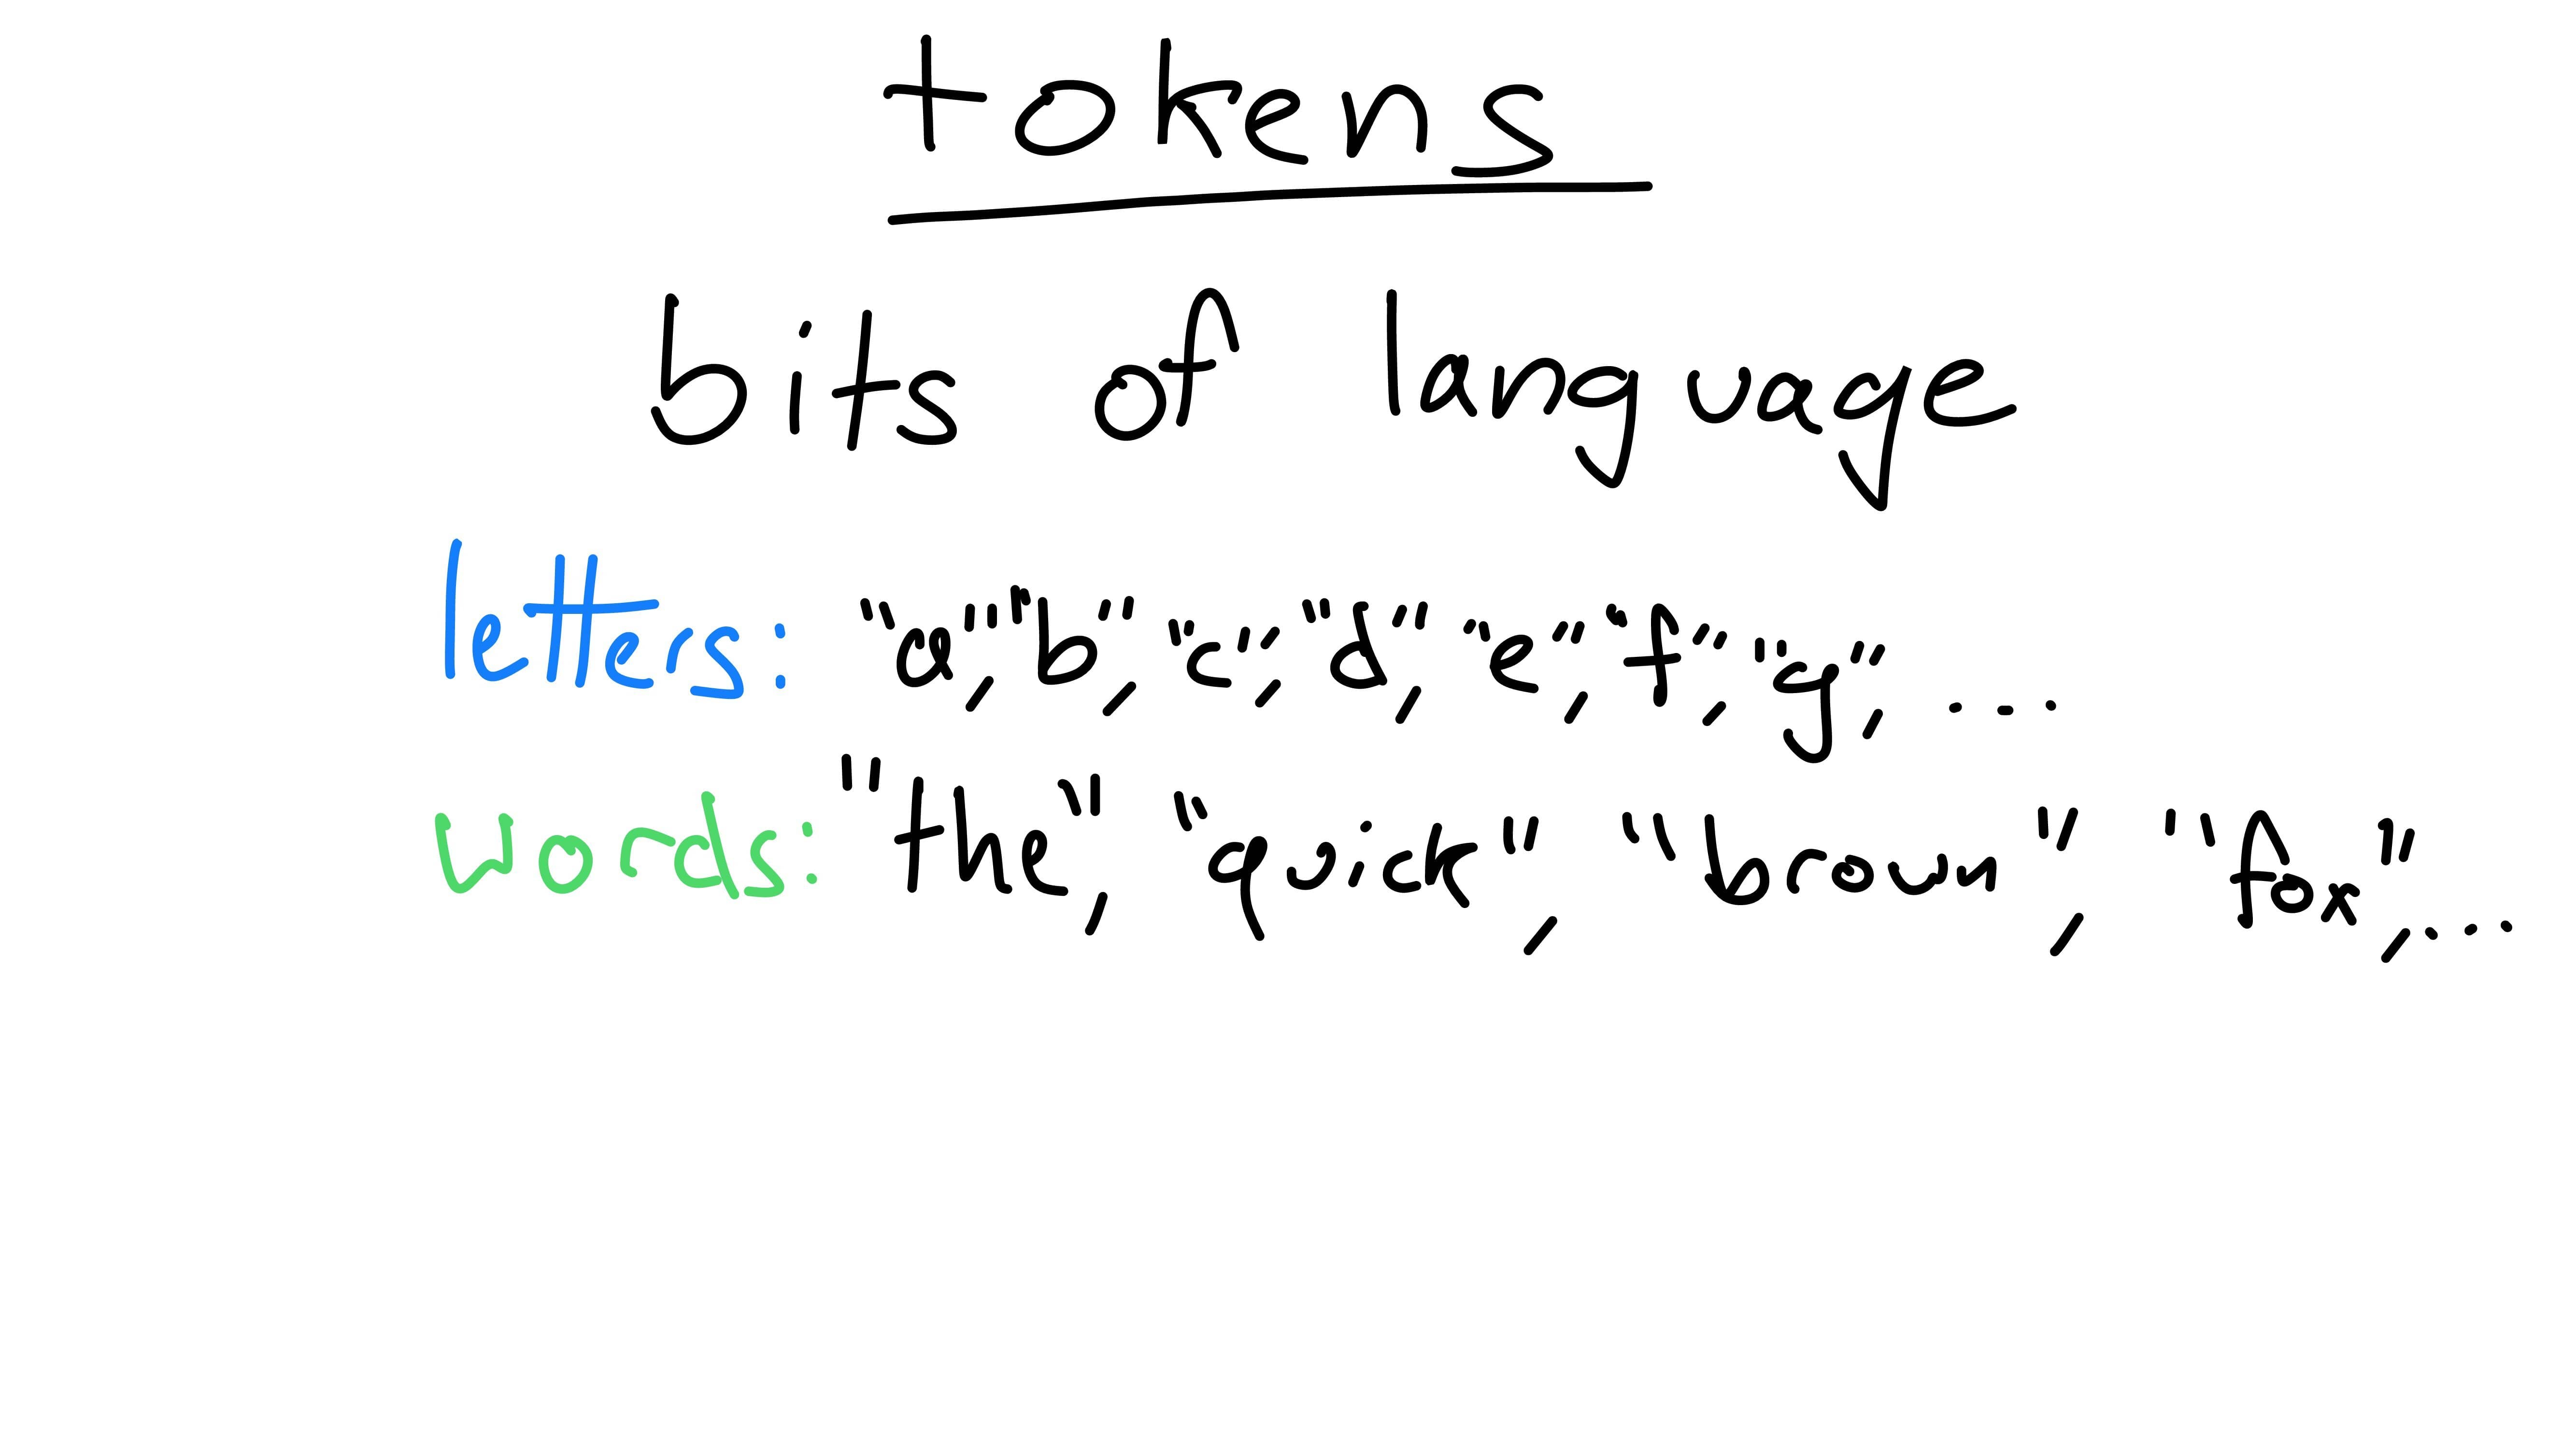 tokens
bits of language
letters: "a", "b", "c", "d", "e", "f", "g", ...
words: "the", "quick", "brown", "fox", ...